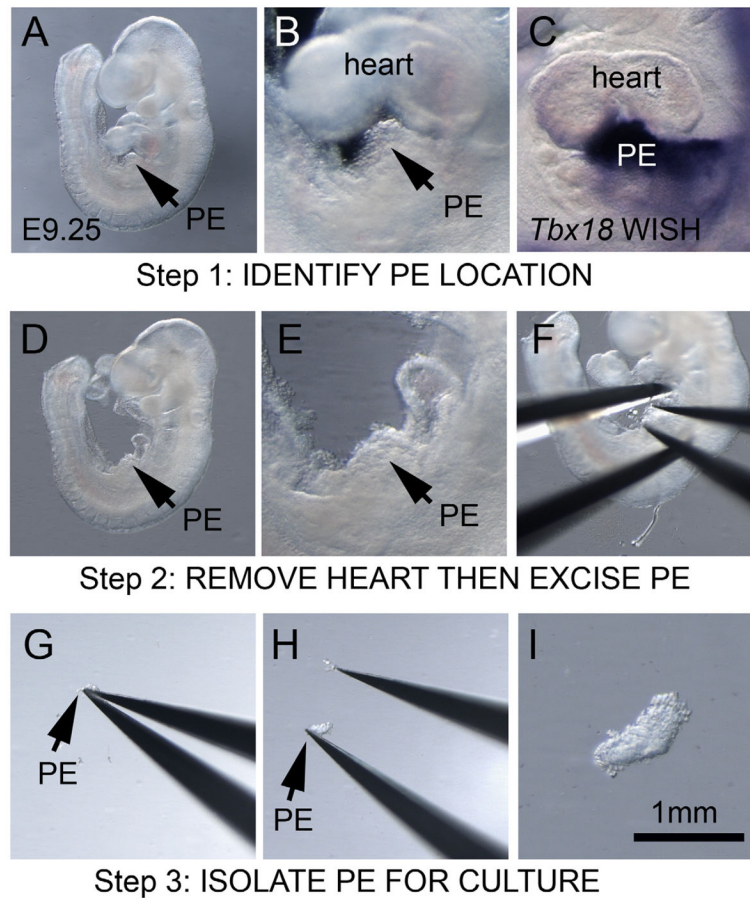 A
PE
E9.25
B
heart
PE
C
heart
PE
Tbx18 WISH
Step 1: IDENTIFY PE LOCATION
D
PE
E
PE
F
Step 2: REMOVE HEART THEN EXCISE PE
G
PE
H
PE
I
1mm
Step 3: ISOLATE PE FOR CULTURE